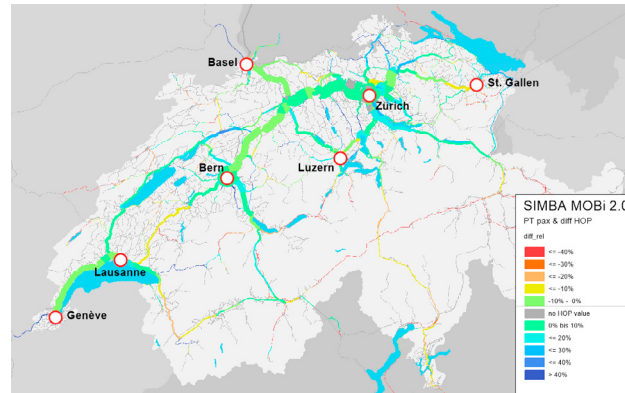 Basel
St. Gallen
Zürich
Luzern
Bern
Lausanne
Genève
SIMBA MOBi 2.0
PT pax & diff HOP
diff_rel
<= -40%
<= -30%
<= -20%
<= -10%
-10% - 0%
no HOP value
0% bis 10%
<= 20%
<= 30%
<= 40%
> 40%